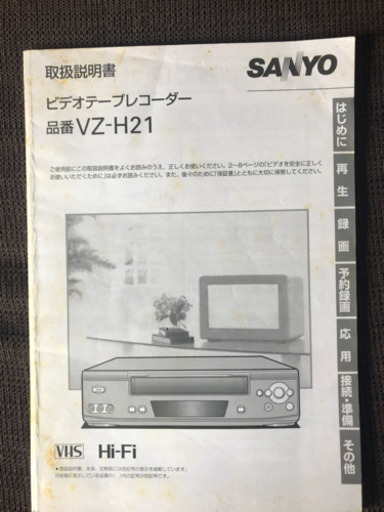 取扱説明書
SANYO
ビデオテープレコーダー
品番 VZ-H21
ご使用前にこの取扱説明書をよくお読みのうえ、正しくお使いください。2〜8ページの「ビデオを安全に正しく
お使いいただくために」は必ずお読みください。また、後々のために「保証書」とともに大切に保管してください。
はじめに
再生
録画
予約録画
応用
接続・準備
その他
VHS Hi-Fi